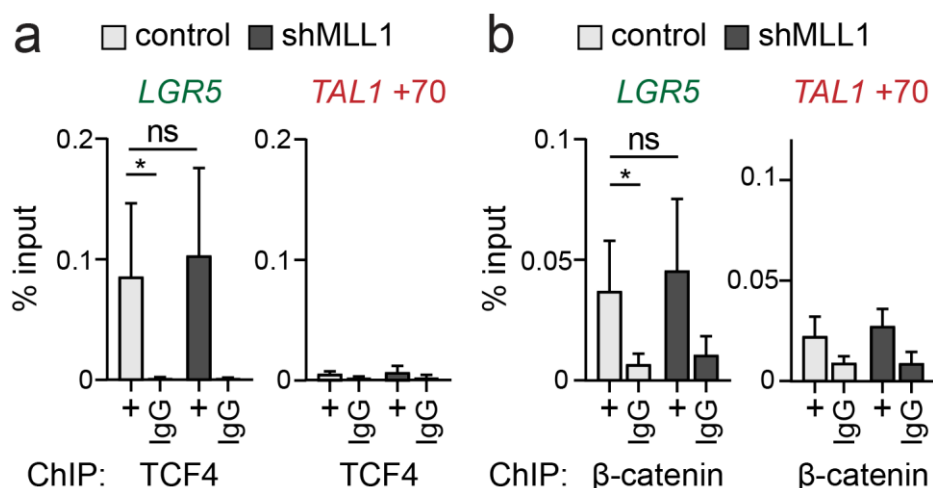 a control shMLL1
LGR5 TAL1 +70
% input
0.2
0.1
0
ns
*
0.2
0.1
0
+ IgG + IgG
+ IgG + IgG
ChIP: TCF4 TCF4
b control shMLL1
LGR5 TAL1 +70
% input
0.1
0.05
0
ns
*
0.1
0.05
0
+ IgG + IgG
+ IgG + IgG
ChIP: β-catenin β-catenin